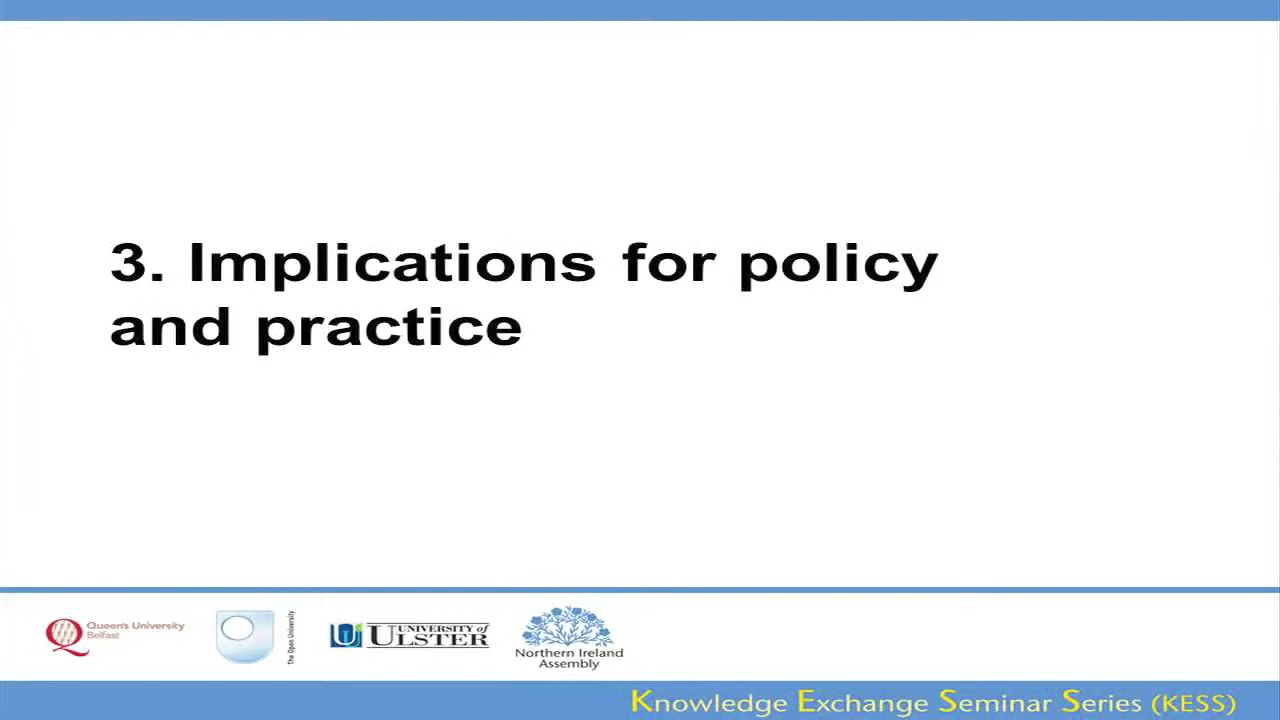 3. Implications for policy
and practice
Queen's University
Belfast
The Open University
UNIVERSITY OF
ULSTER
Northern Ireland
Assembly
Knowledge Exchange Seminar Series (KESS)